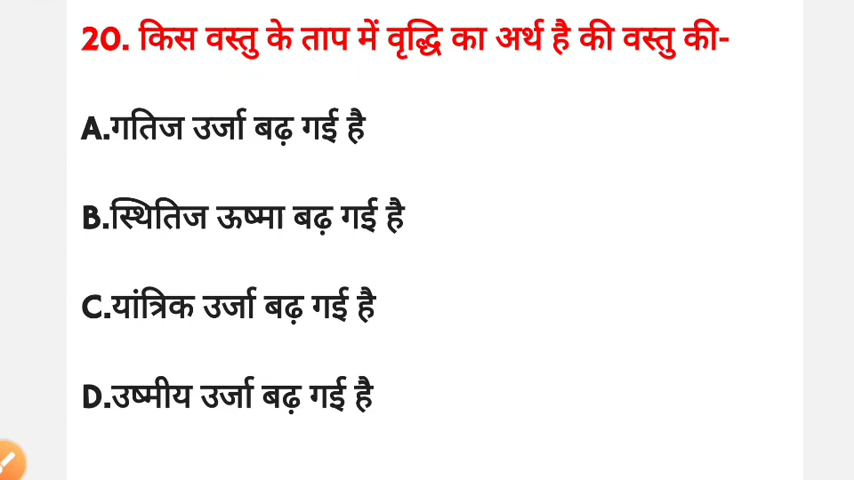 20. किस वस्तु के ताप में वृद्धि का अर्थ है की वस्तु की-
A.गतिज उर्जा बढ़ गई है
B.स्थितिज ऊष्मा बढ़ गई है
C.यांत्रिक उर्जा बढ़ गई है
D.उष्मीय उर्जा बढ़ गई है